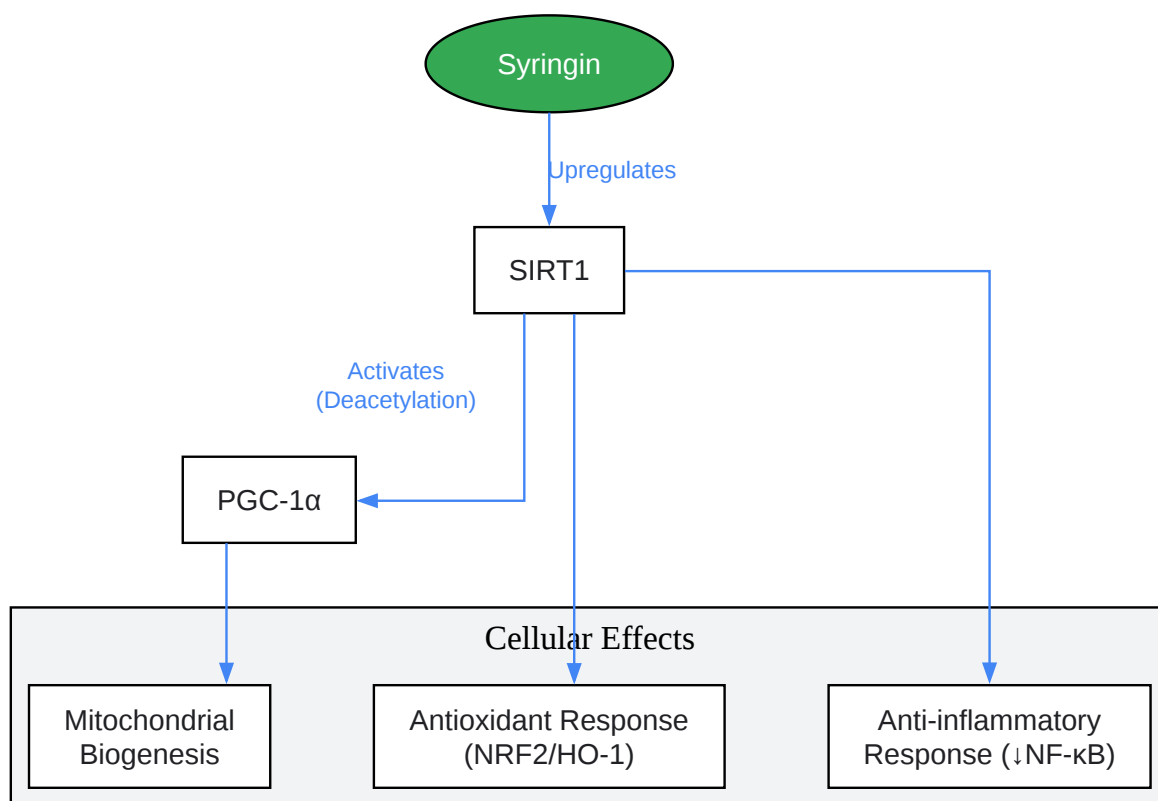 Syringin
Upregulates
SIRT1
Activates
(Deacetylation)
PGC-1α
Cellular Effects
Mitochondrial
Biogenesis
Antioxidant Response
(NRF2/HO-1)
Anti-inflammatory
Response (↓NF-κB)